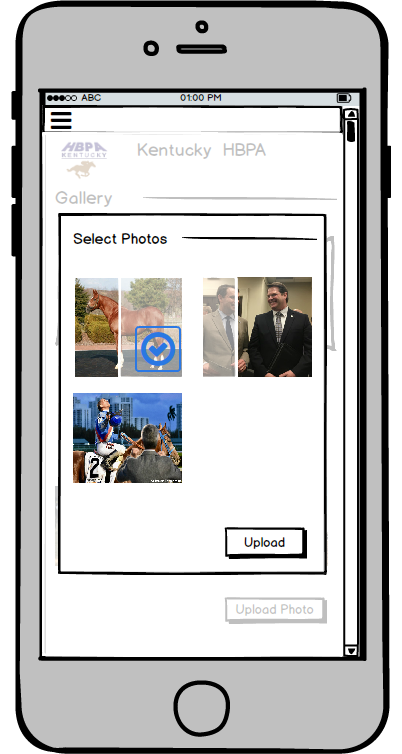 ABC 01:00 PM
HBPA
KENTUCKY
Kentucky HBPA
Gallery
Select Photos
2
Upload
Upload Photo